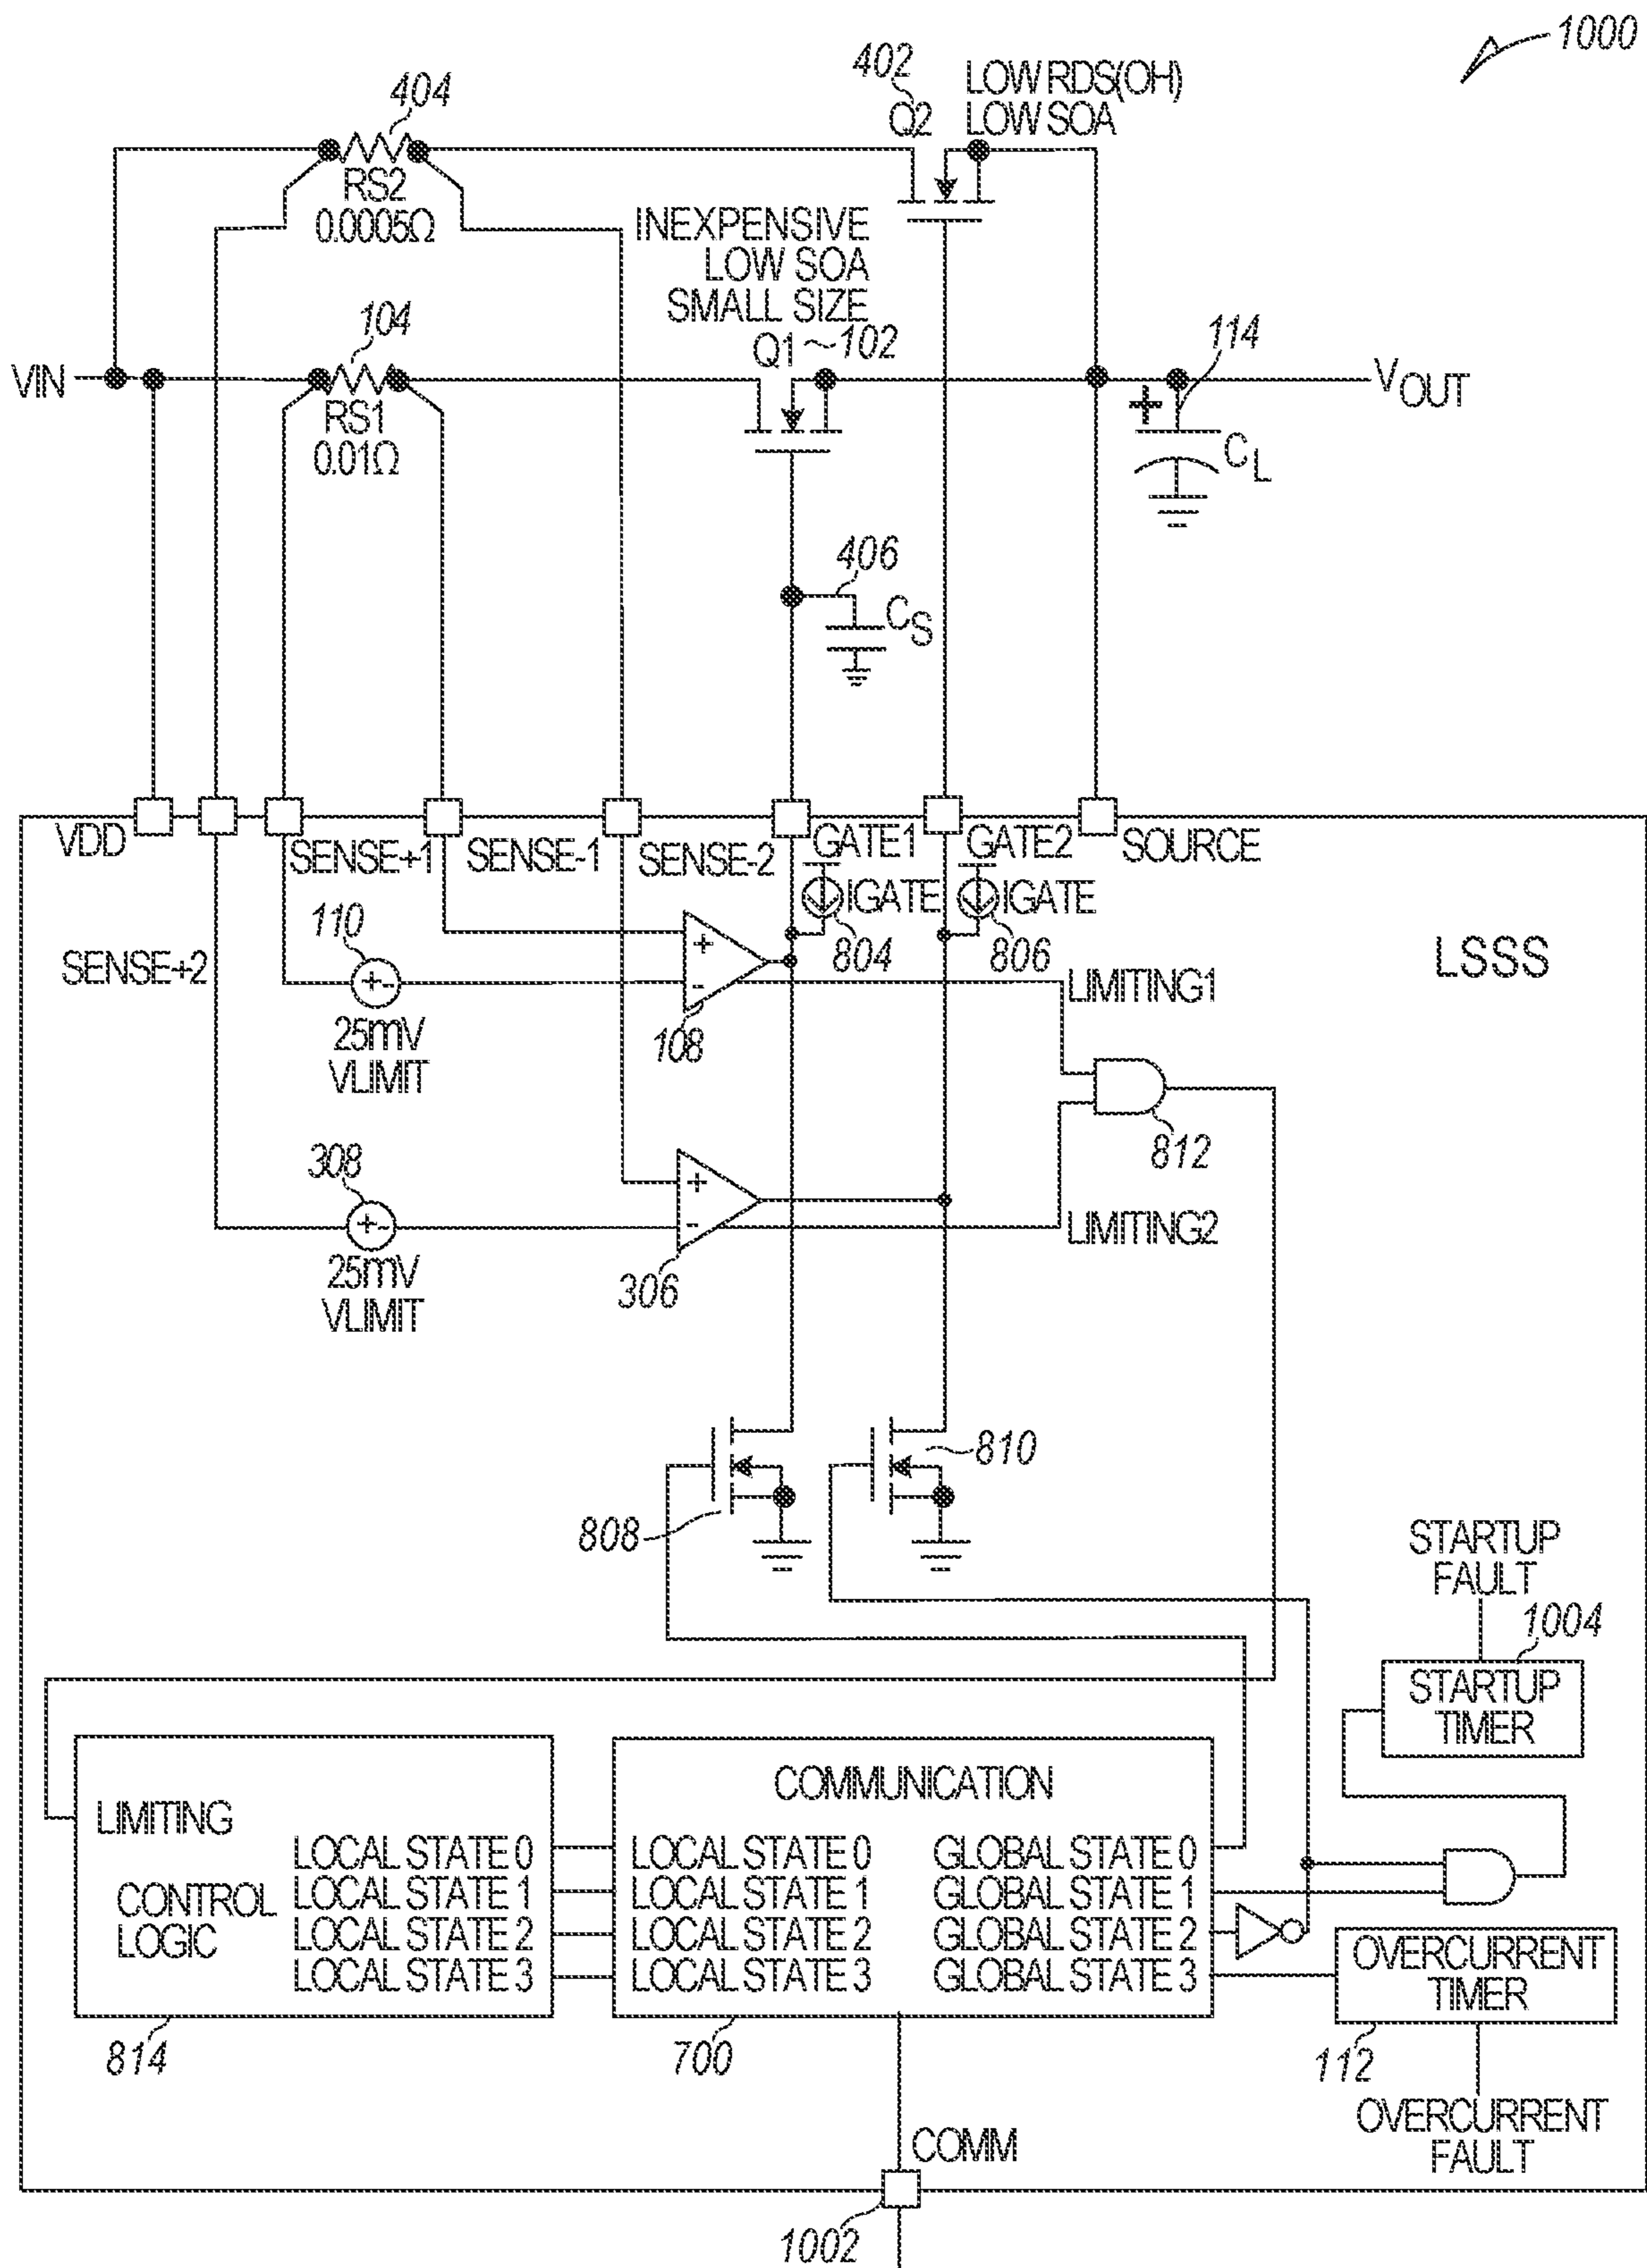 1000
402
Q2
LOW RDS(OH)
LOW SOA
404
RS2
0.0005Ω
INEXPENSIVE
LOW SOA
SMALL SIZE
Q1 ~102
104
VIN
RS1
0.01Ω
114
VOUT
+
CL
406
CS
VDD
SENSE+1
SENSE-1
SENSE-2
GATE1
GATE2
SOURCE
IGATE
IGATE
804
806
SENSE+2
110
+-
25mV
VLIMIT
+
-
108
LIMITING1
LSSS
812
308
+-
25mV
VLIMIT
+
-
306
LIMITING2
808
810
STARTUP
FAULT
1004
STARTUP
TIMER
LIMITING
CONTROL
LOGIC
LOCAL STATE 0
LOCAL STATE 1
LOCAL STATE 2
LOCAL STATE 3
814
COMMUNICATION
LOCAL STATE 0
LOCAL STATE 1
LOCAL STATE 2
LOCAL STATE 3
GLOBAL STATE 0
GLOBAL STATE 1
GLOBAL STATE 2
GLOBAL STATE 3
700
OVERCURRENT
TIMER
112
OVERCURRENT
FAULT
COMM
1002